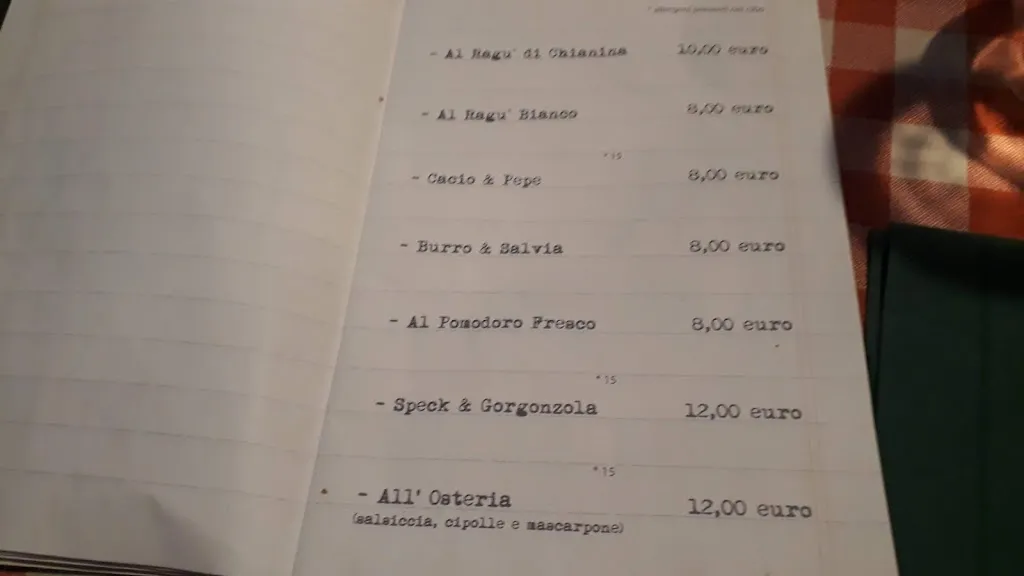 - Al Ragu' di Chianina 10,00 euro
- Al Ragu' Bianco 8,00 euro
*15
- Cacio & Pepe 8,00 euro
- Burro & Salvia 8,00 euro
- Al Pomodoro Fresco 8,00 euro
*15
- Speck & Gorgonzola 12,00 euro
*15
- All' Osteria 12,00 euro
(salsiccia, cipolle e mascarpone)